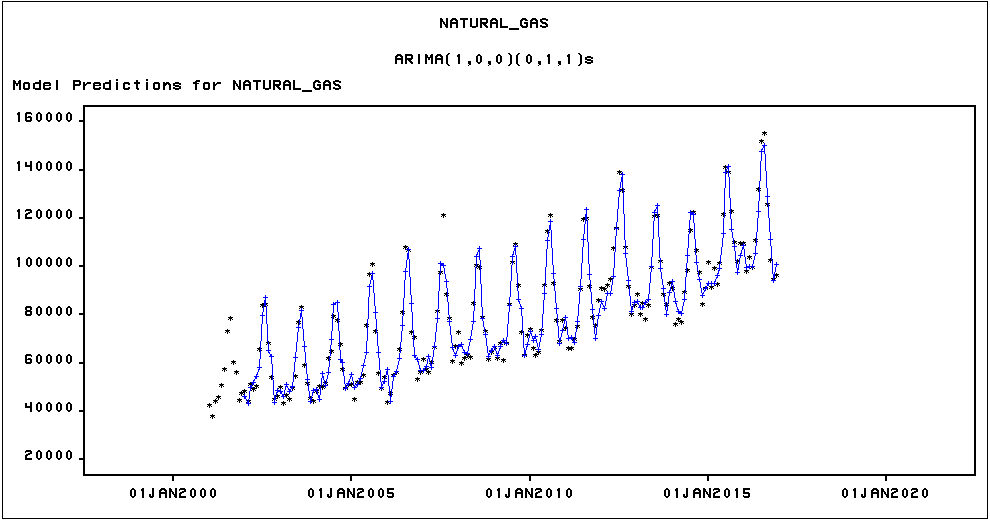 NATURAL_GAS
ARIMA(1,0,0)(0,1,1)s
Model Predictions for NATURAL_GAS
160000
140000
120000
100000
80000
60000
40000
20000
01JAN2000 01JAN2005 01JAN2010 01JAN2015 01JAN2020